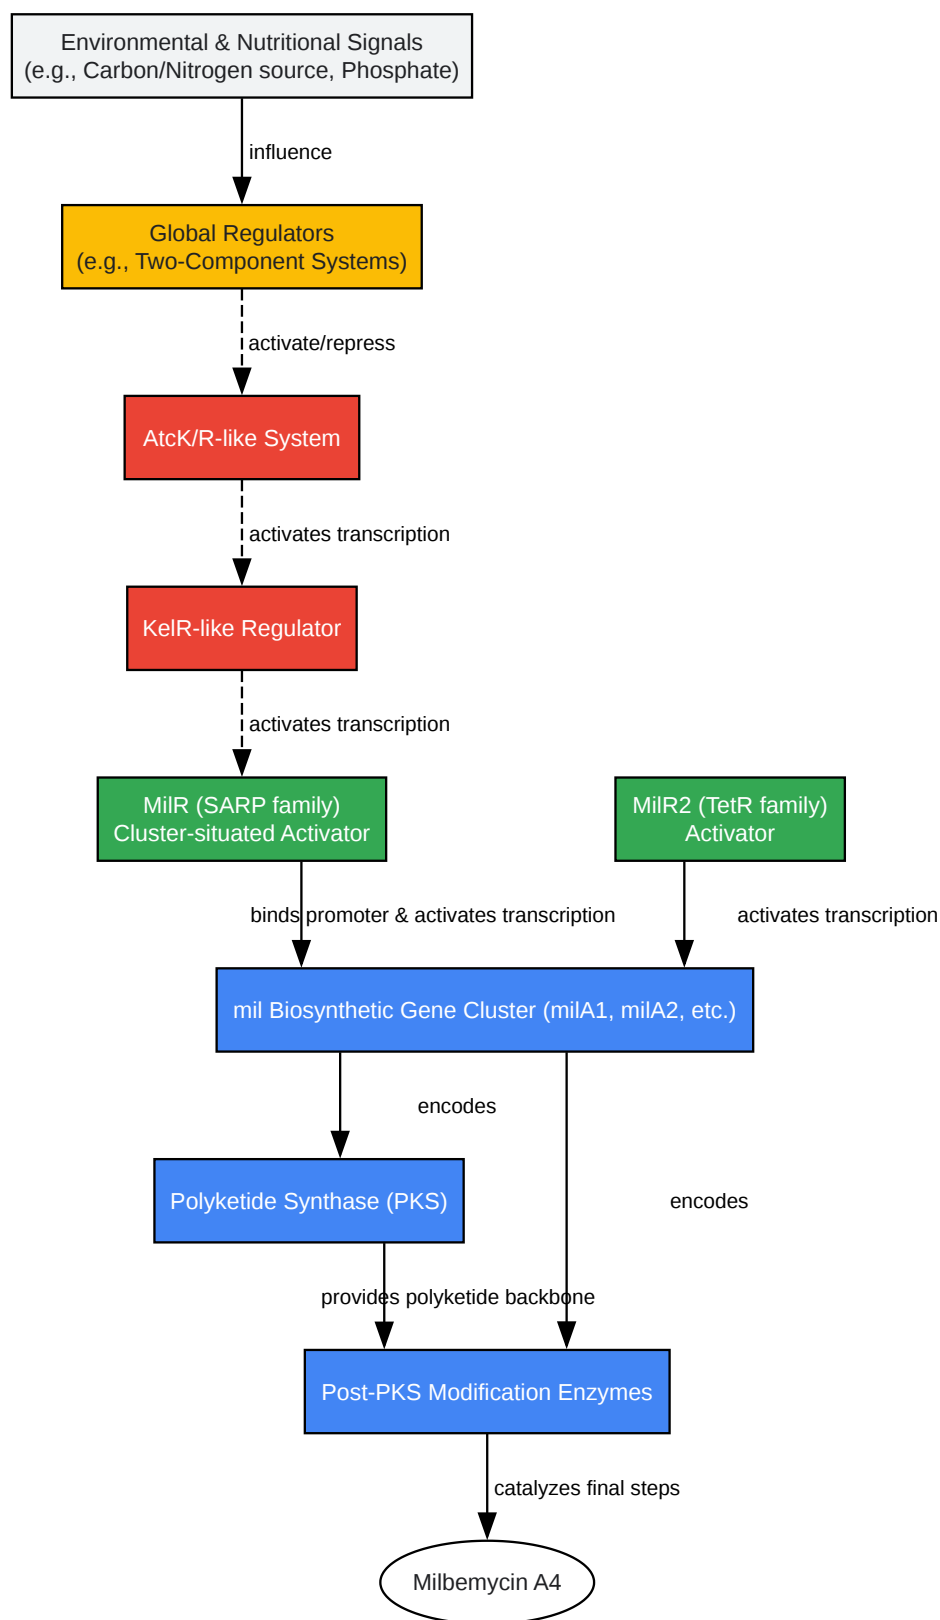 Environmental & Nutritional Signals
(e.g., Carbon/Nitrogen source, Phosphate)
influence
Global Regulators
(e.g., Two-Component Systems)
activate/repress
AtcK/R-like System
activates transcription
KelR-like Regulator
activates transcription
MilR (SARP family)
Cluster-situated Activator
MilR2 (TetR family)
Activator
binds promoter & activates transcription
activates transcription
mil Biosynthetic Gene Cluster (milA1, milA2, etc.)
encodes
Polyketide Synthase (PKS)
encodes
provides polyketide backbone
Post-PKS Modification Enzymes
catalyzes final steps
Milbemycin A4